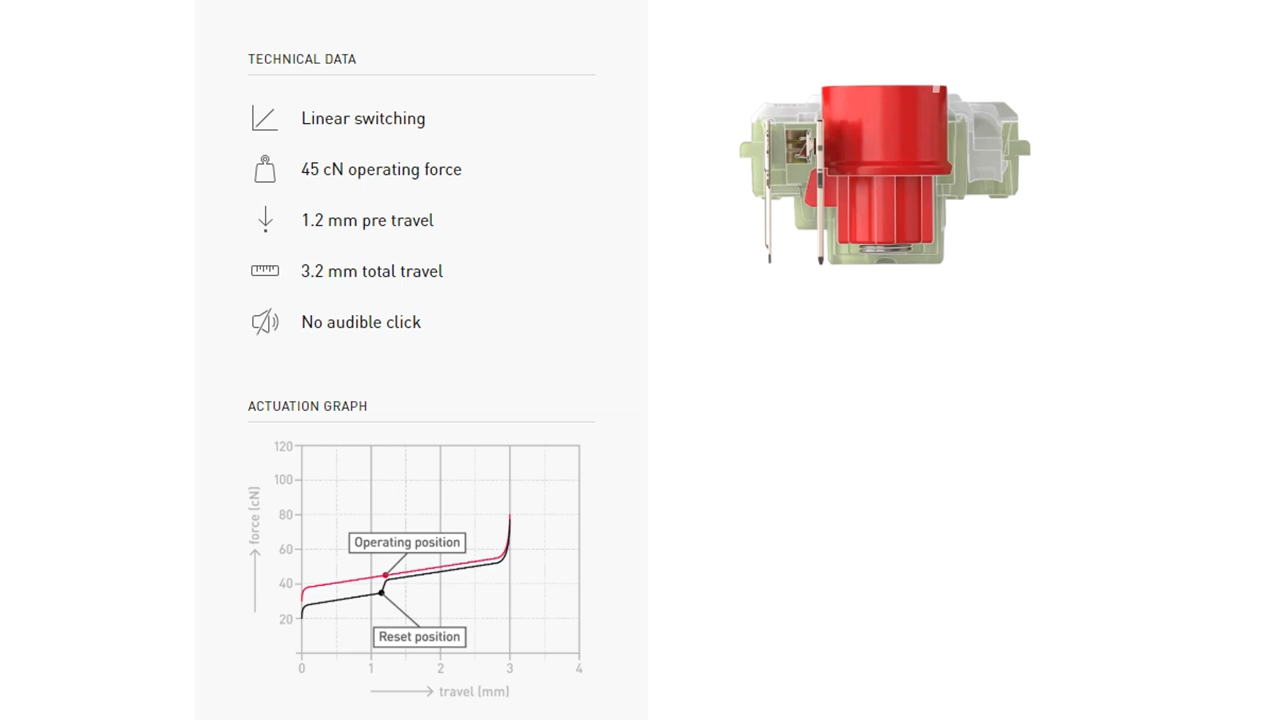 TECHNICAL DATA
Linear switching
45 cN operating force
1.2 mm pre travel
3.2 mm total travel
No audible click
ACTUATION GRAPH
120
100
80
60
40
20
force (cN)
Operating position
Reset position
0 1 2 3 4
travel (mm)